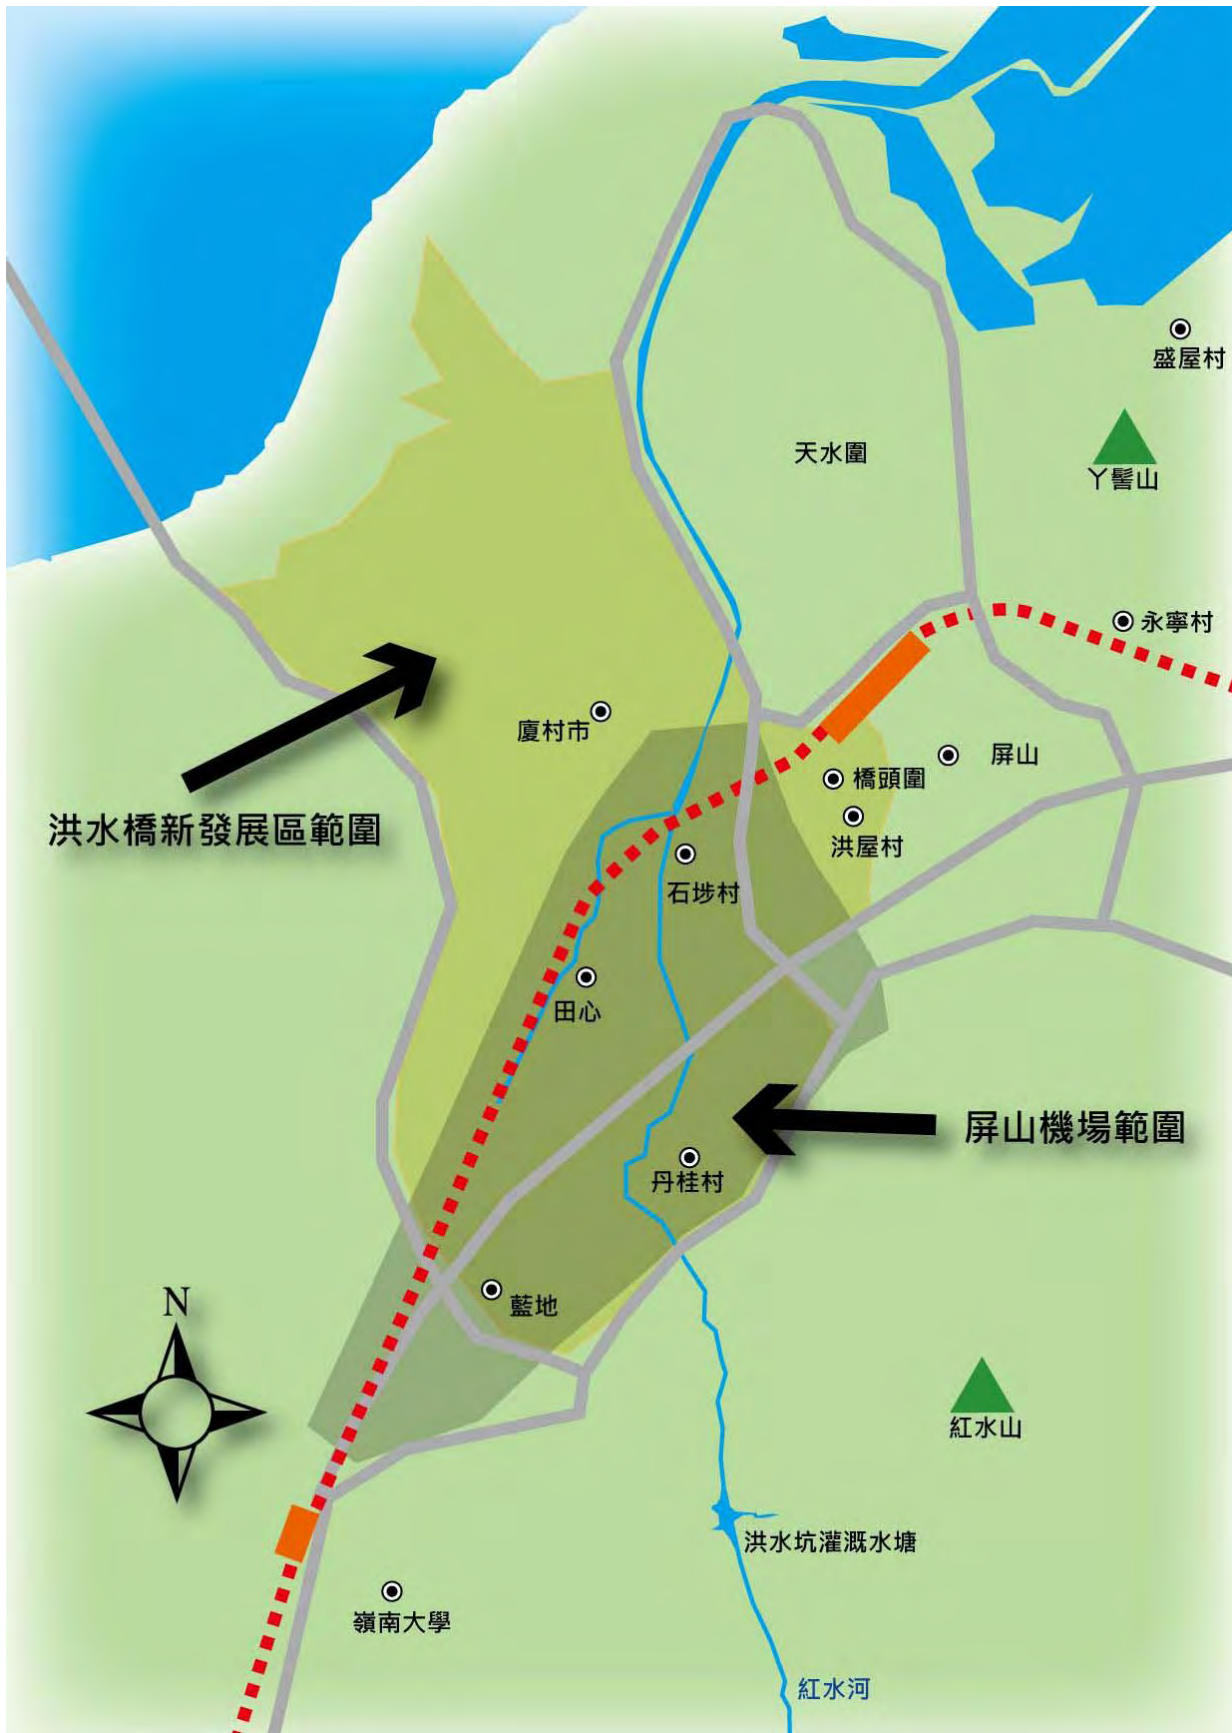 盛屋村
天水圍
丫髻山
永寧村
廈村市
屏山
橋頭圍
洪水橋新發展區範圍
洪屋村
石埗村
田心
屏山機場範圍
丹桂村
藍地
N
紅水山
洪水坑灌溉水塘
嶺南大學
紅水河